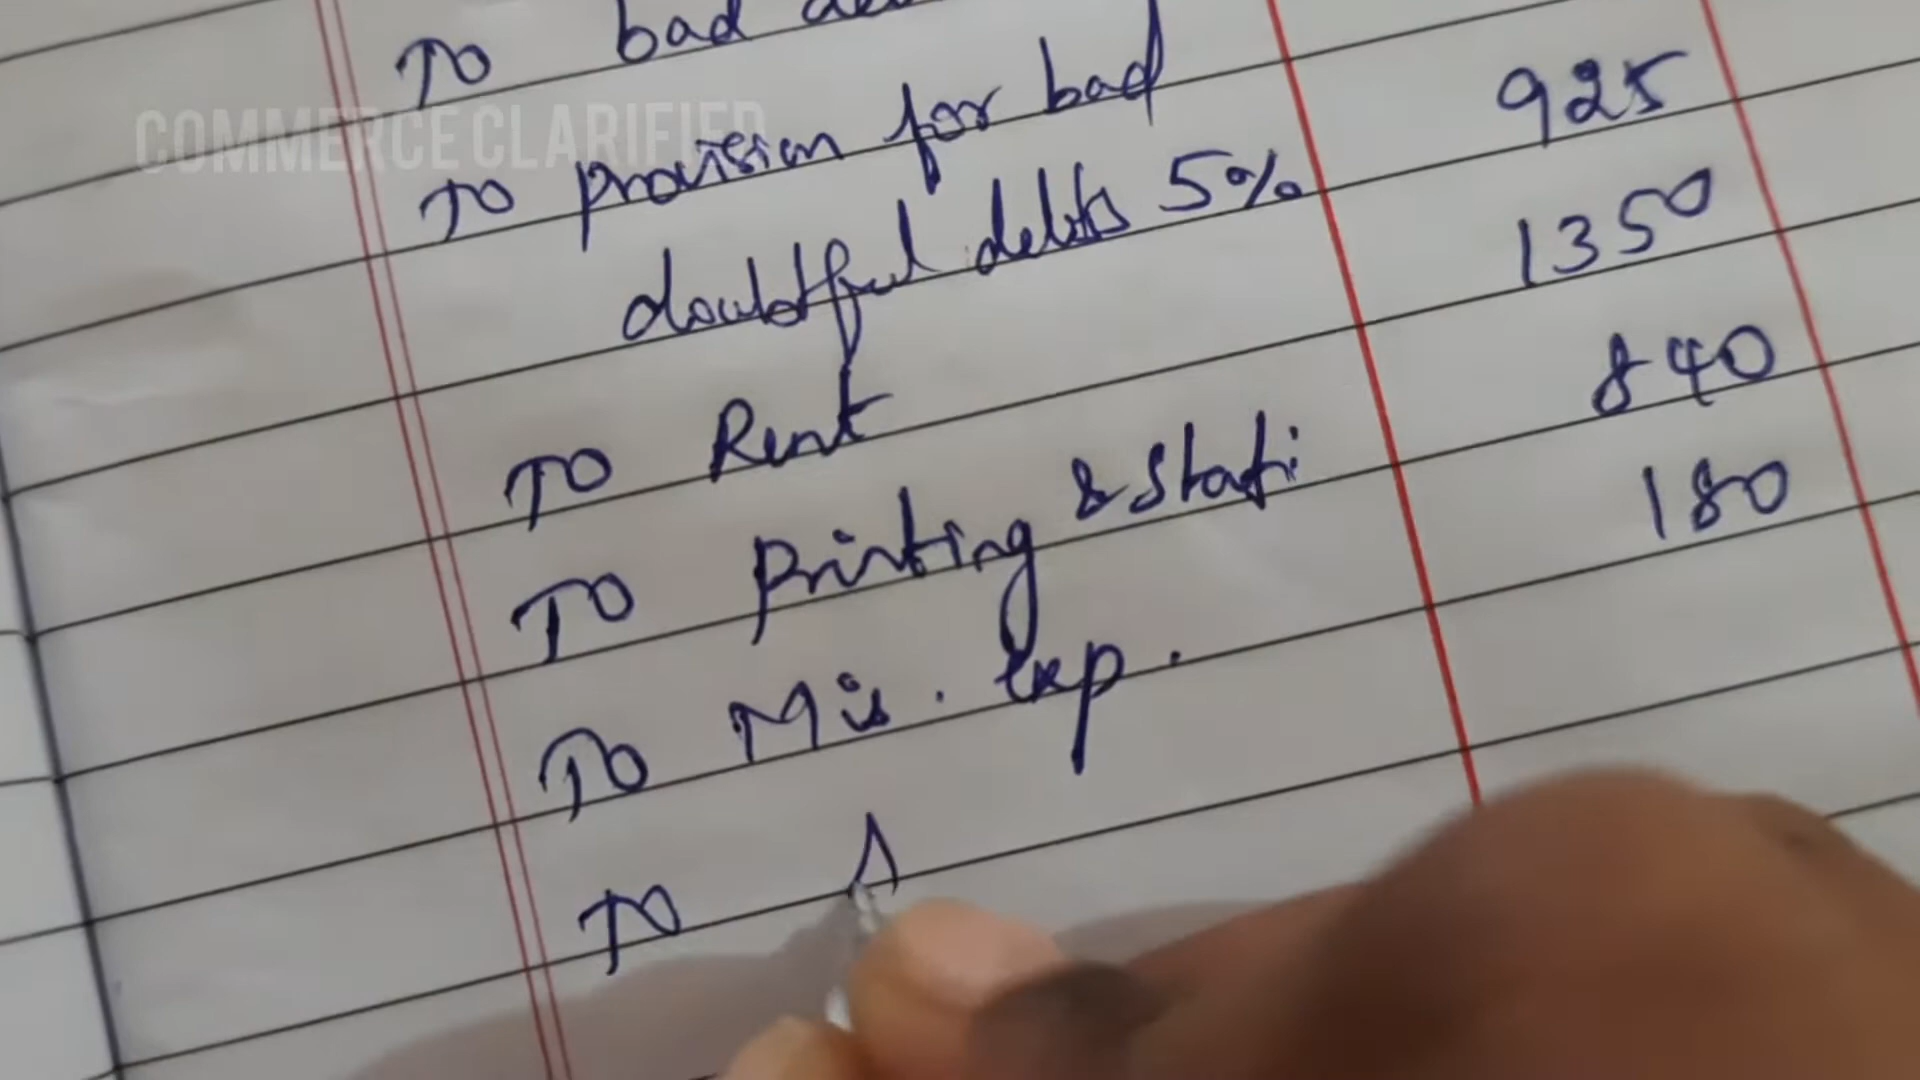 To bad
COMMERCE CLARIFIED
To provision for bad
doubtful debts 5% 925
To Rent 1350
To Printing & Stati: 840
To Mis. Exp. 180
To A